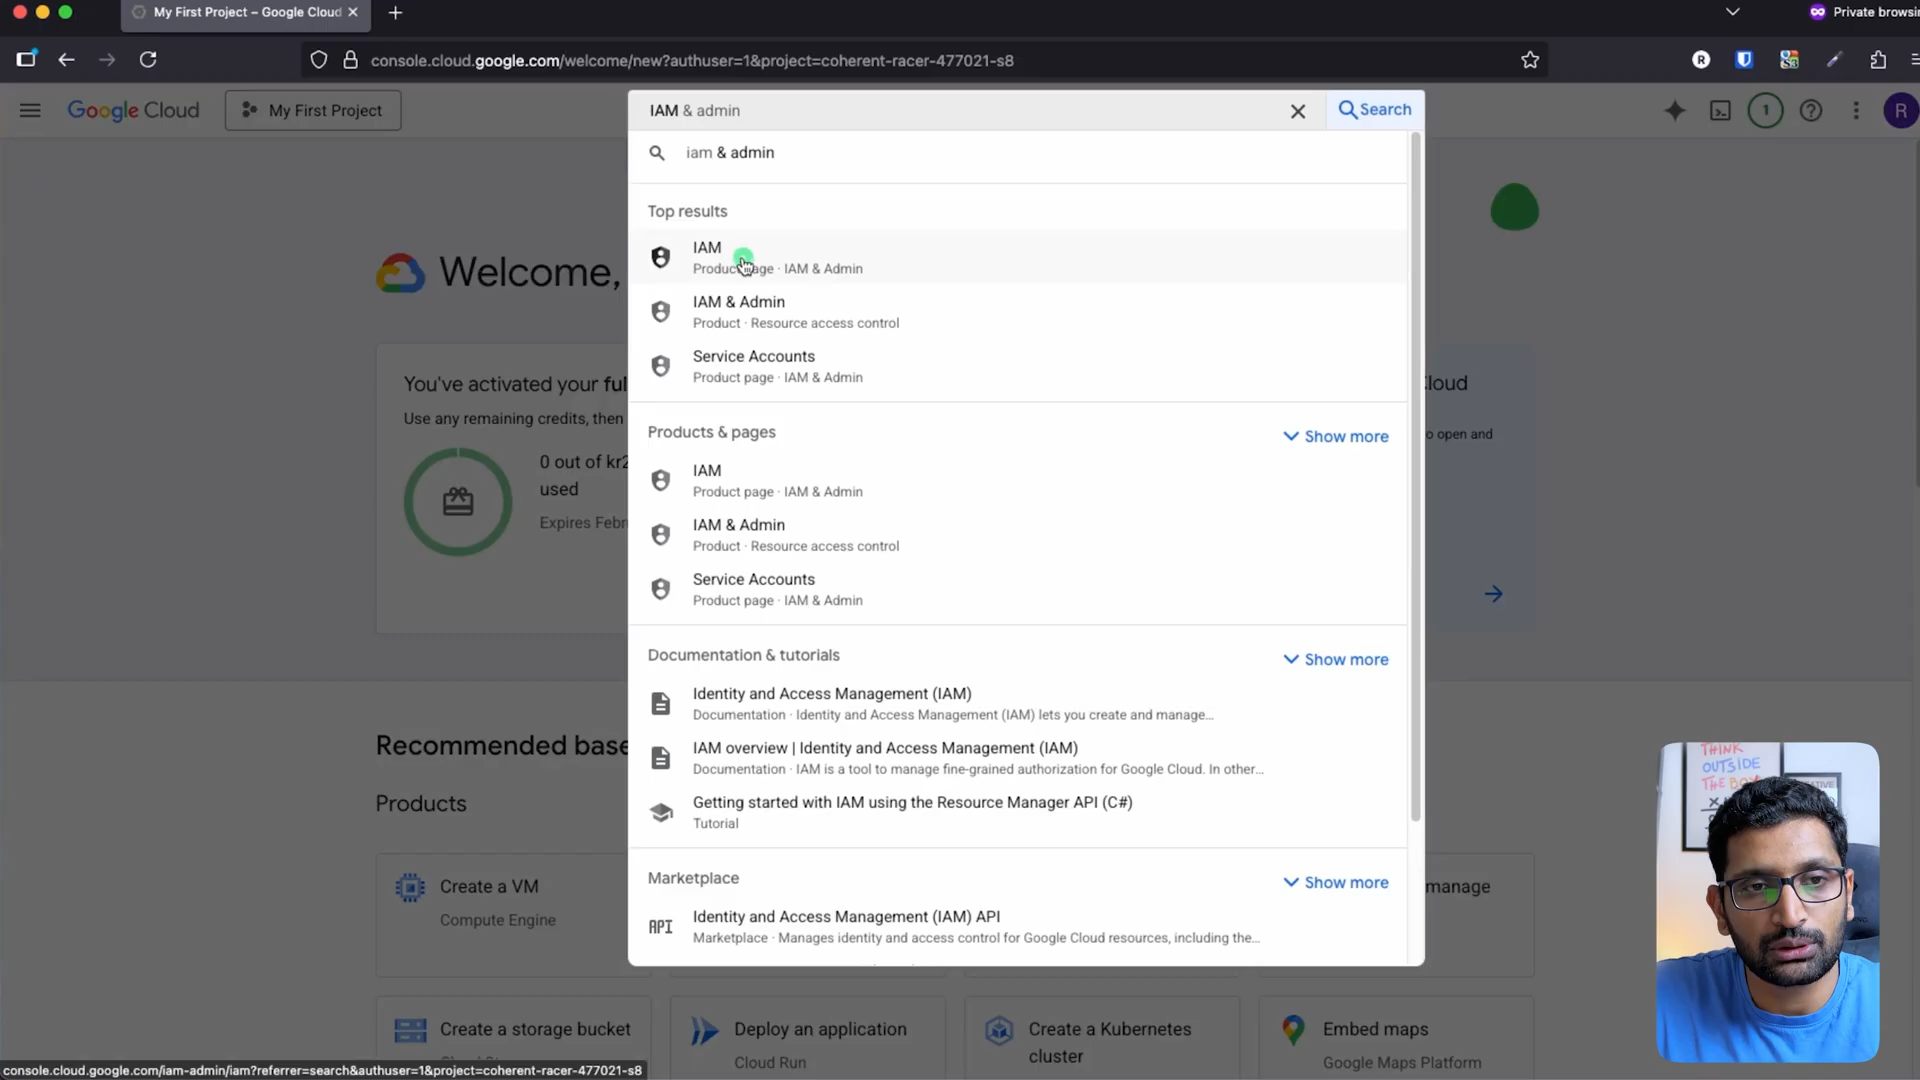 My First Project – Google Cloud
Private browsin
console.cloud.google.com/welcome/new?authuser=1&project=coherent-racer-477021-s8
Google Cloud
My First Project
IAM & admin
Search
1
R
iam & admin
Top results
IAM
Product page · IAM & Admin
IAM & Admin
Product · Resource access control
Service Accounts
Product page · IAM & Admin
Products & pages
Show more
IAM
Product page · IAM & Admin
IAM & Admin
Product · Resource access control
Service Accounts
Product page · IAM & Admin
Documentation & tutorials
Show more
Identity and Access Management (IAM)
Documentation · Identity and Access Management (IAM) lets you create and manage...
IAM overview | Identity and Access Management (IAM)
Documentation · IAM is a tool to manage fine-grained authorization for Google Cloud. In other...
Getting started with IAM using the Resource Manager API (C#)
Tutorial
Marketplace
Show more
API
Identity and Access Management (IAM) API
Marketplace · Manages identity and access control for Google Cloud resources, including the...
Welcome,
You've activated your ful
Use any remaining credits, then
0 out of kr2
used
Expires Febr
Cloud
o open and
Recommended base
Products
Create a VM
Compute Engine
manage
Create a storage bucket
Deploy an application
Cloud Run
Create a Kubernetes
cluster
Embed maps
Google Maps Platform
THINK
OUTSIDE
THE BOX
console.cloud.google.com/iam-admin/iam?referrer=search&authuser=1&project=coherent-racer-477021-s8